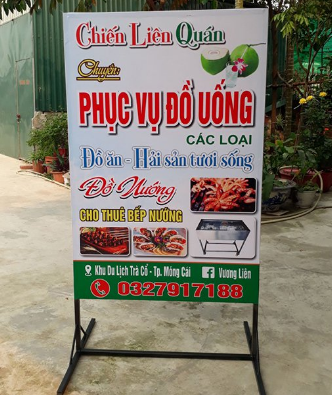 Chiến Liên Quán
Chuyên:
PHỤC VỤ ĐỒ UỐNG
CÁC LOẠI
Đồ ăn - Hải sản tươi sống
Đồ Nướng
CHO THUÊ BẾP NƯỚNG
Khu Du Lịch Trà Cổ - Tp. Móng Cái
Vương Liên
0327917188